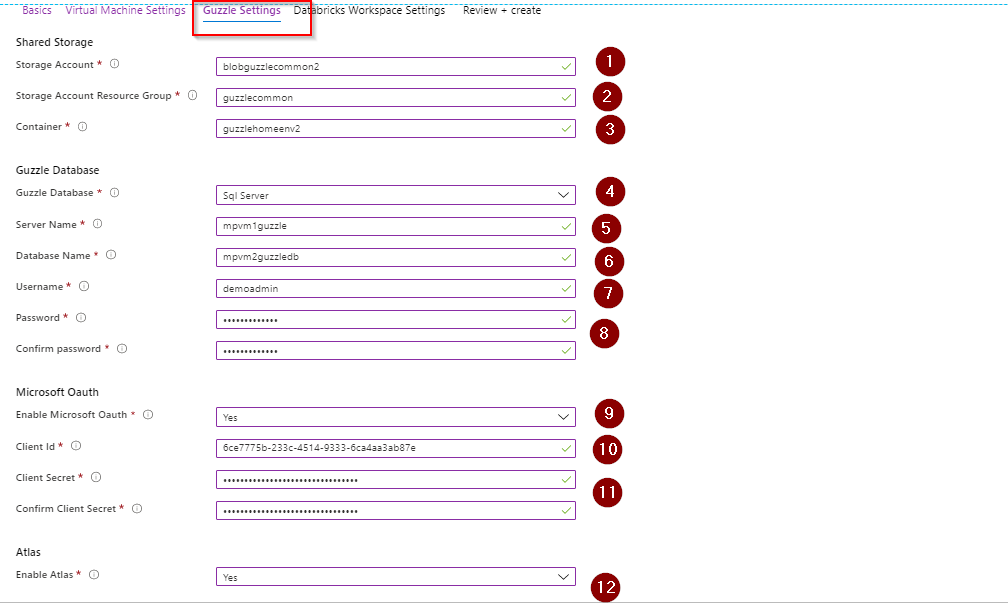 Basics Virtual Machine Settings Guzzle Settings Databricks Workspace Settings Review + create
Shared Storage
Storage Account * blobguzzlecommon2 1
Storage Account Resource Group * guzzlecommon 2
Container * guzzlehomeenv2 3
Guzzle Database
Guzzle Database * Sql Server 4
Server Name * mpvm1guzzle 5
Database Name * mpvm2guzzledb 6
Username * demoadmin 7
Password * ••••••••••••• 8
Confirm password * •••••••••••••
Microsoft Oauth
Enable Microsoft Oauth * Yes 9
Client Id * 6ce7775b-233c-4514-9333-6ca4aa3ab87e 10
Client Secret * •••••••••••••••••••••••••••••••• 11
Confirm Client Secret * ••••••••••••••••••••••••••••••••
Atlas
Enable Atlas * Yes 12